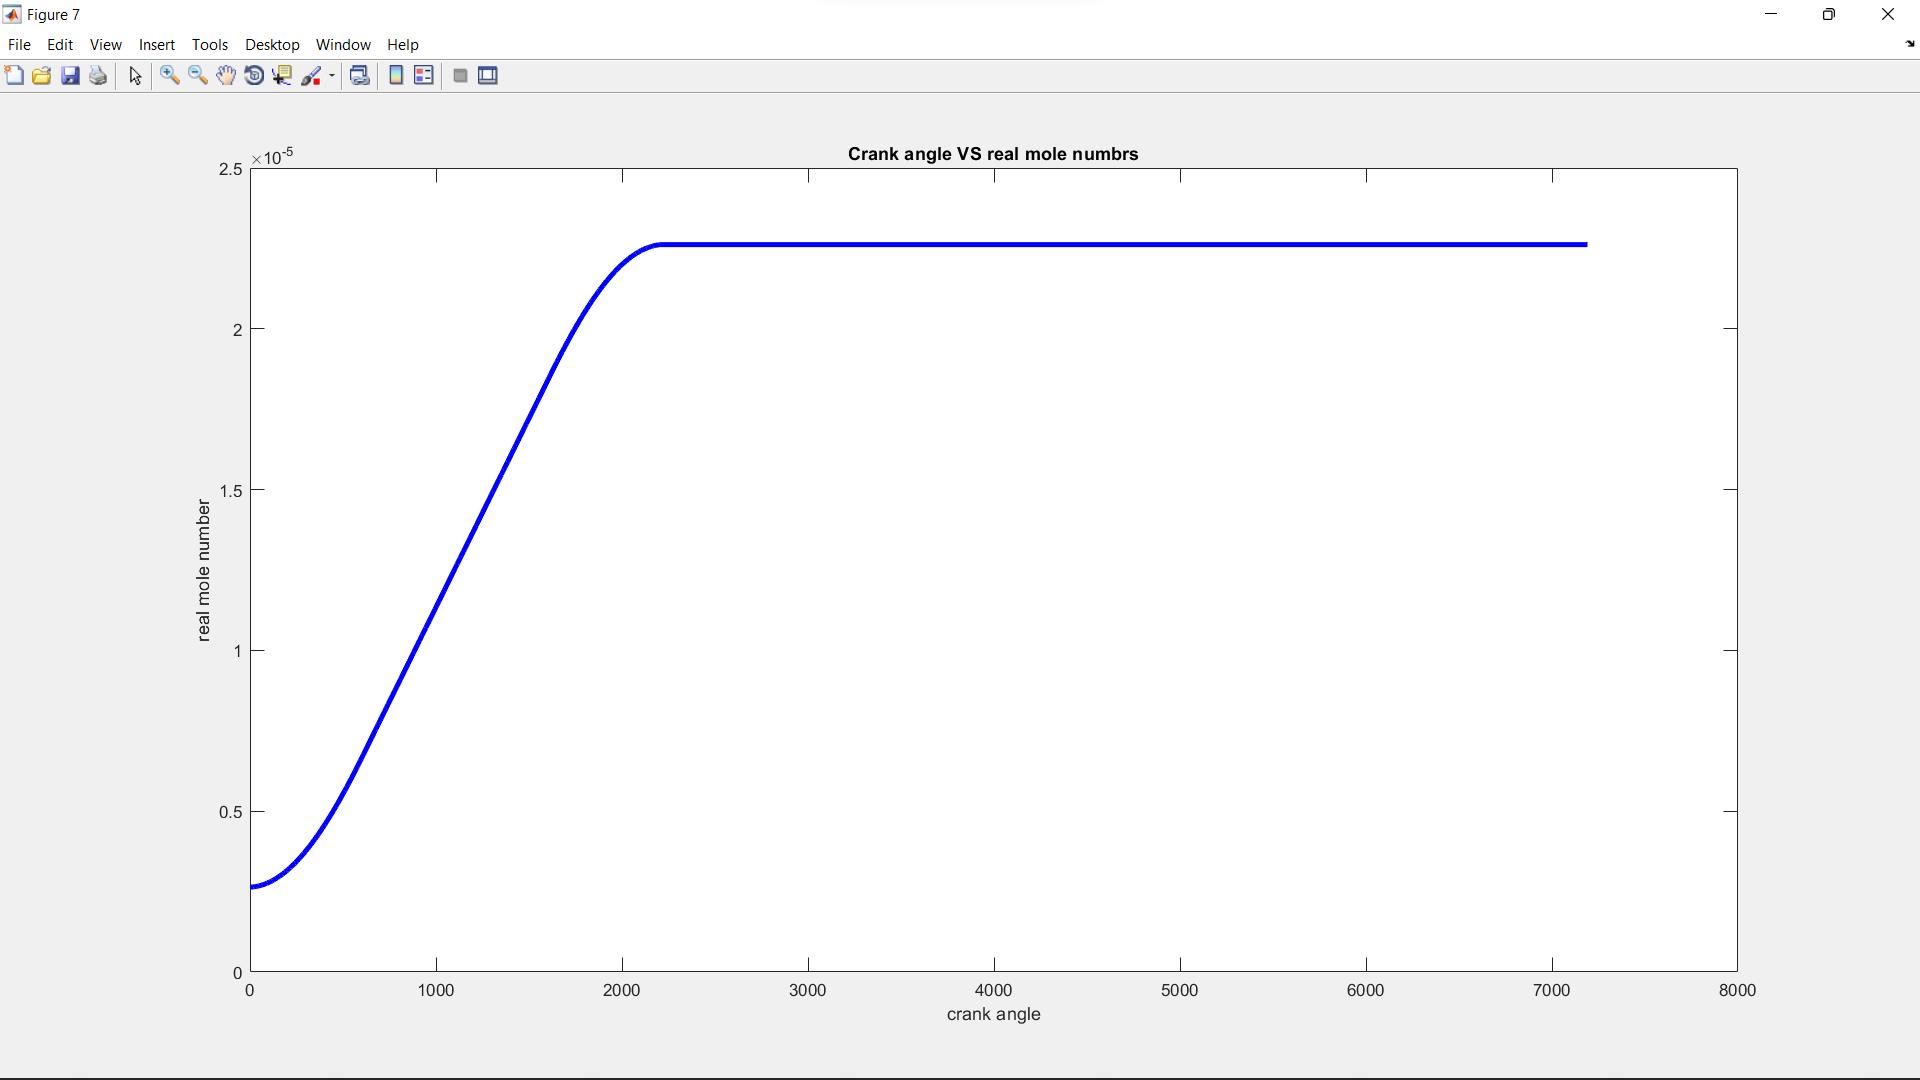 Figure 7
File Edit View Insert Tools Desktop Window Help
Crank angle VS real mole numbrs
×10-5
2.5
2
1.5
1
0.5
0
real mole number
0 1000 2000 3000 4000 5000 6000 7000 8000
crank angle